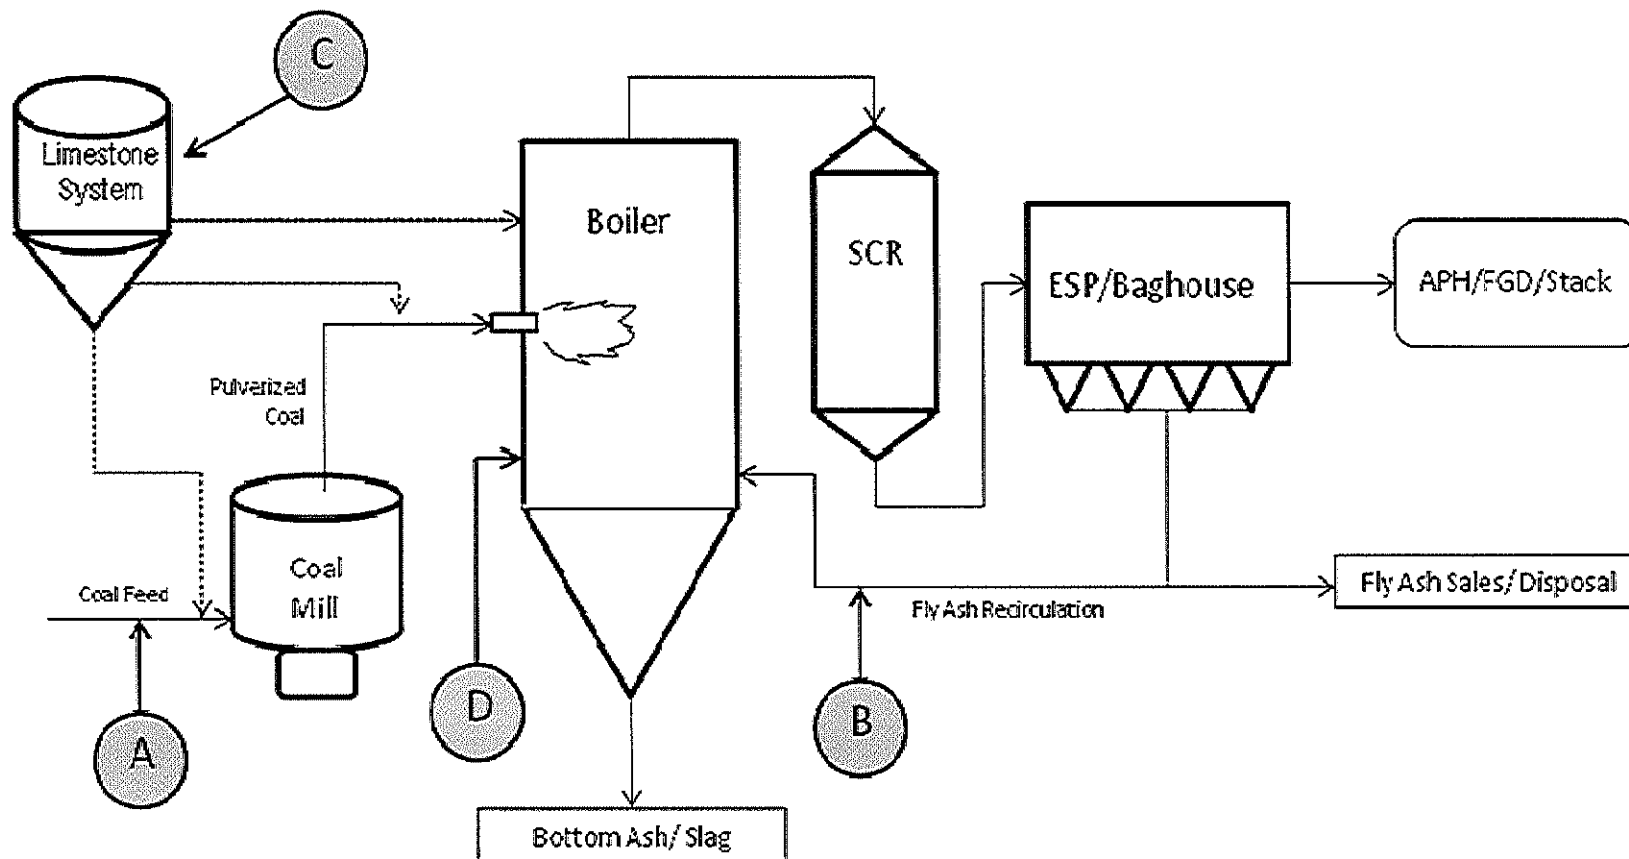 C
Limestone
System
Boiler
SCR
ESP/Baghouse
APH/FGD/Stack
Pulverized
Coal
Coal
Mill
Coal Feed
Fly Ash Sales/ Disposal
Fly Ash Recirculation
A
D
B
Bottom Ash/ Slag